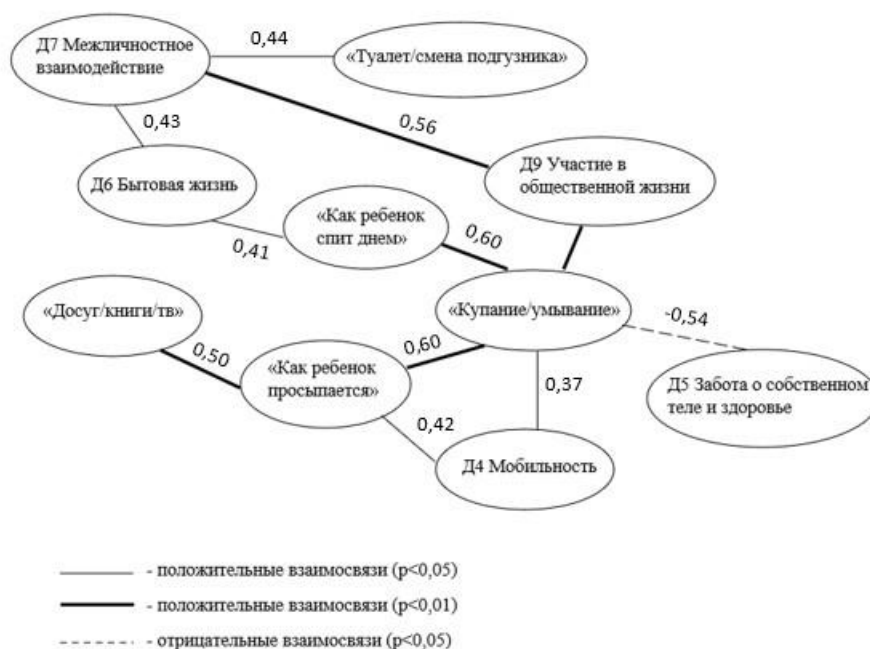 Д7 Межличностное
взаимодействие
0,44
«Туалет/смена подгузника»
0,43
0,56
Д6 Бытовая жизнь
Д9 Участие в
общественной жизни
«Как ребенок
спит днем»
0,41
0,60
«Купание/умывание»
-0,54
«Досуг/книги/тв»
0,50
«Как ребенок
просыпается»
0,60
0,37
Д5 Забота о собственном
теле и здоровье
0,42
Д4 Мобильность
- положительные взаимосвязи (p<0,05)
- положительные взаимосвязи (p<0,01)
- отрицательные взаимосвязи (p<0,05)